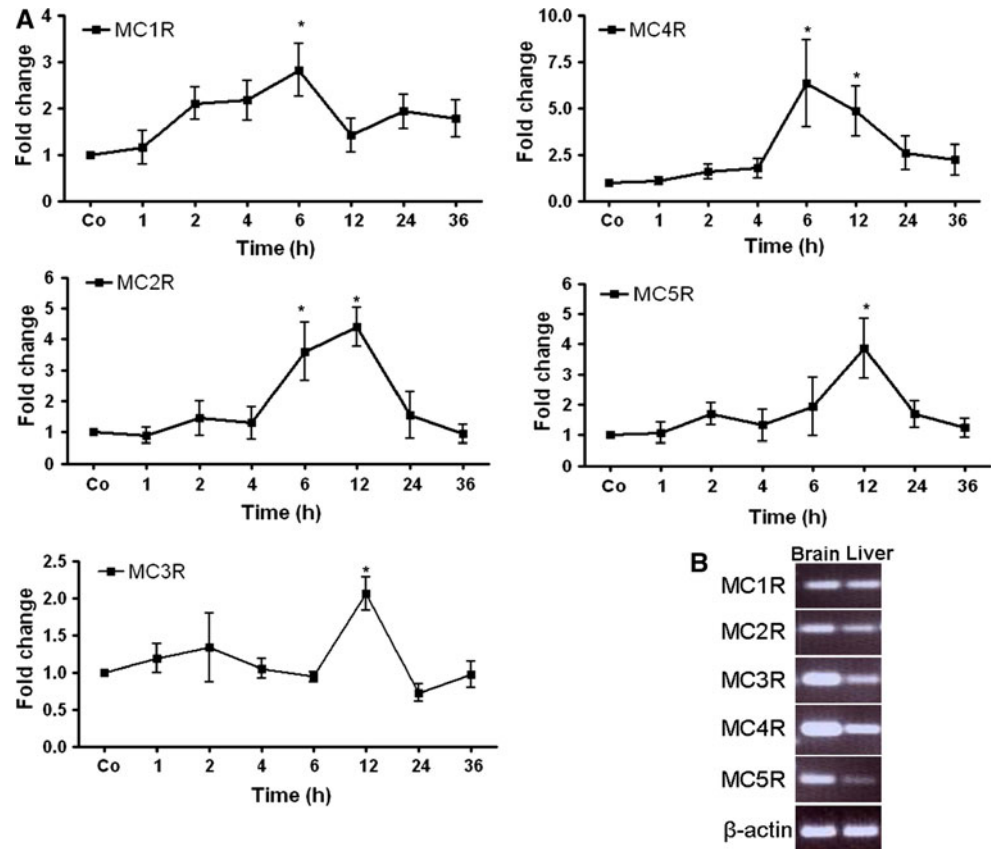 A
MC1R
Fold change
4
3
2
1
0
*
Co 1 2 4 6 12 24 36
Time (h)
MC4R
Fold change
10.0
7.5
5.0
2.5
0.0
* *
Co 1 2 4 6 12 24 36
Time (h)
MC2R
Fold change
6
5
4
3
2
1
0
* *
Co 1 2 4 6 12 24 36
Time (h)
MC5R
Fold change
6
5
4
3
2
1
0
*
Co 1 2 4 6 12 24 36
Time (h)
MC3R
Fold change
2.5
2.0
1.5
1.0
0.5
0.0
*
Co 1 2 4 6 12 24 36
Time (h)
B
Brain Liver
MC1R
MC2R
MC3R
MC4R
MC5R
β-actin